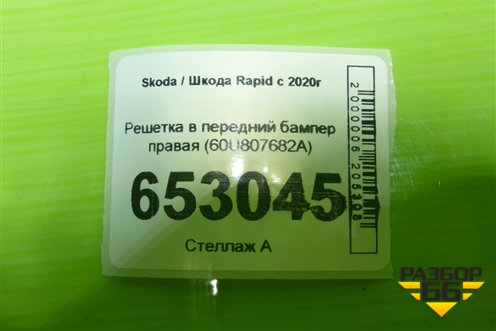 Skoda / Шкода Rapid с 2020г
Решетка в передний бампер
правая (60U807682A)
653045
Стеллаж А
2000006205308
РАЗБОР
66